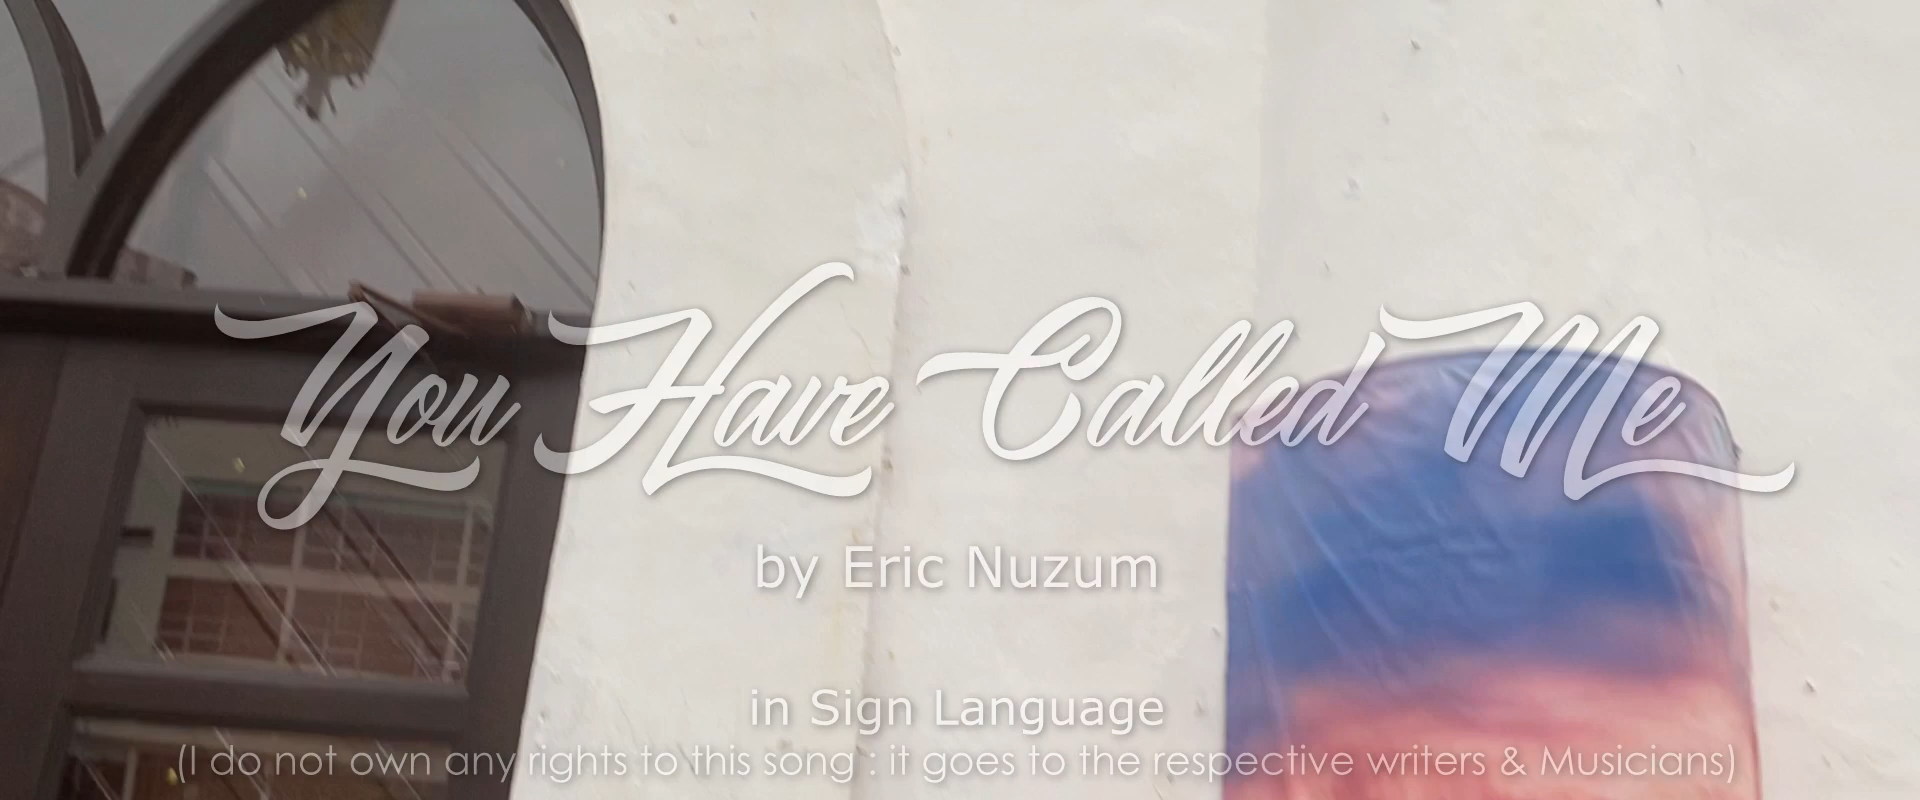 You Have Called Me
by Eric Nuzum
in Sign Language
(I do not own any rights to this song : it goes to the respective writers & Musicians)